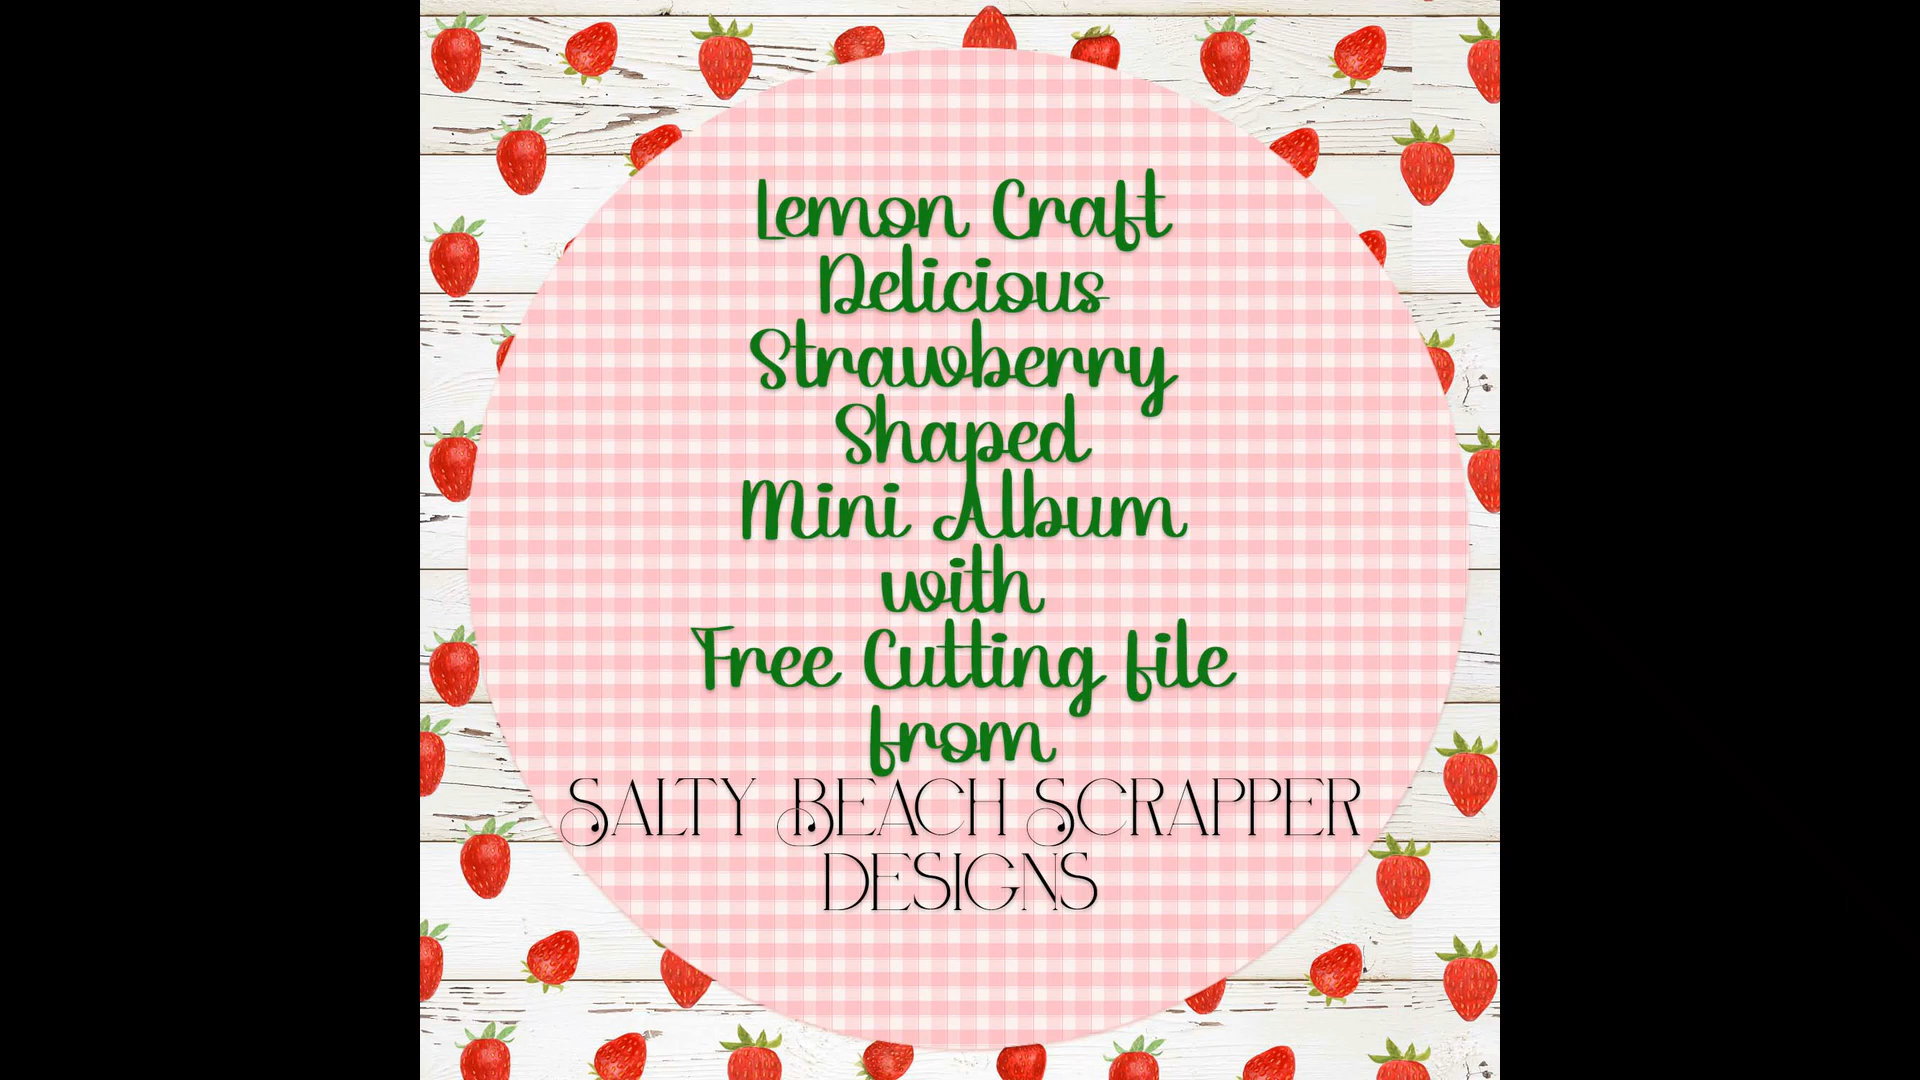 Lemon Craft
Delicious
Strawberry
Shaped
Mini Album
with
Free Cutting file
from
SALTY BEACH SCRAPPER
DESIGNS